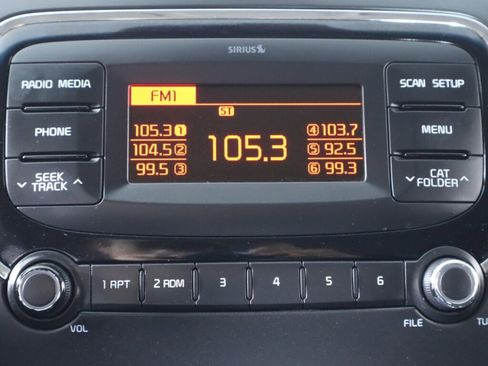 SIRIUS
RADIO MEDIA
SCAN SETUP
FM1
ST
PHONE
MENU
105.3 1
104.5 2
99.5 3
105.3
4 103.7
5 92.5
6 99.3
SEEK
TRACK
CAT
FOLDER
1 RPT
2 RDM
3
4
5
6
VOL
FILE
TU